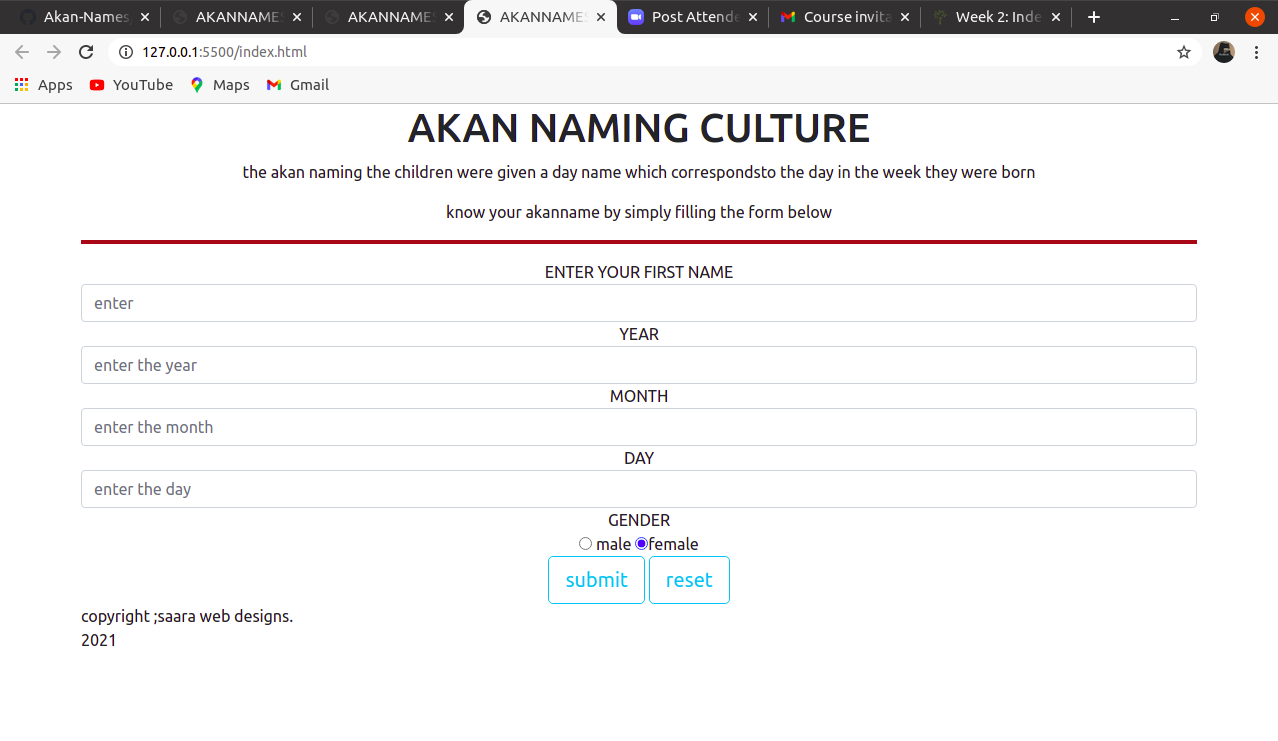 Akan-Names
AKANNAMES
AKANNAMES
AKANNAMES
Post Attende
Course invita
Week 2: Inde
127.0.0.1:5500/index.html
Apps
YouTube
Maps
Gmail
AKAN NAMING CULTURE
the akan naming the children were given a day name which correspondsto the day in the week they were born
know your akanname by simply filling the form below
ENTER YOUR FIRST NAME
enter
YEAR
enter the year
MONTH
enter the month
DAY
enter the day
GENDER
male female
submit reset
copyright ;saara web designs.
2021